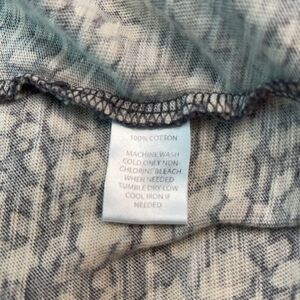 100% COTTON
MACHINE WASH
COLD ONLY NON-
CHLORINE BLEACH
WHEN NEEDED
TUMBLE DRY LOW
COOL IRON IF
NEEDED